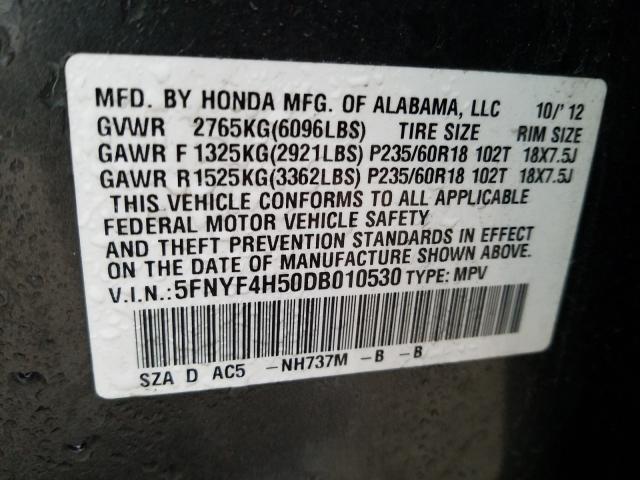 MFD. BY HONDA MFG. OF ALABAMA, LLC 10/'12
GVWR 2765KG(6096LBS) TIRE SIZE RIM SIZE
GAWR F 1325KG(2921LBS) P235/60R18 102T 18X7.5J
GAWR R1525KG(3362LBS) P235/60R18 102T 18X7.5J
THIS VEHICLE CONFORMS TO ALL APPLICABLE
FEDERAL MOTOR VEHICLE SAFETY
AND THEFT PREVENTION STANDARDS IN EFFECT
ON THE DATE OF MANUFACTURE SHOWN ABOVE
V.I.N.:5FNYF4H50DB010530 TYPE: MPV
SZA D AC5 -NH737M -B -B